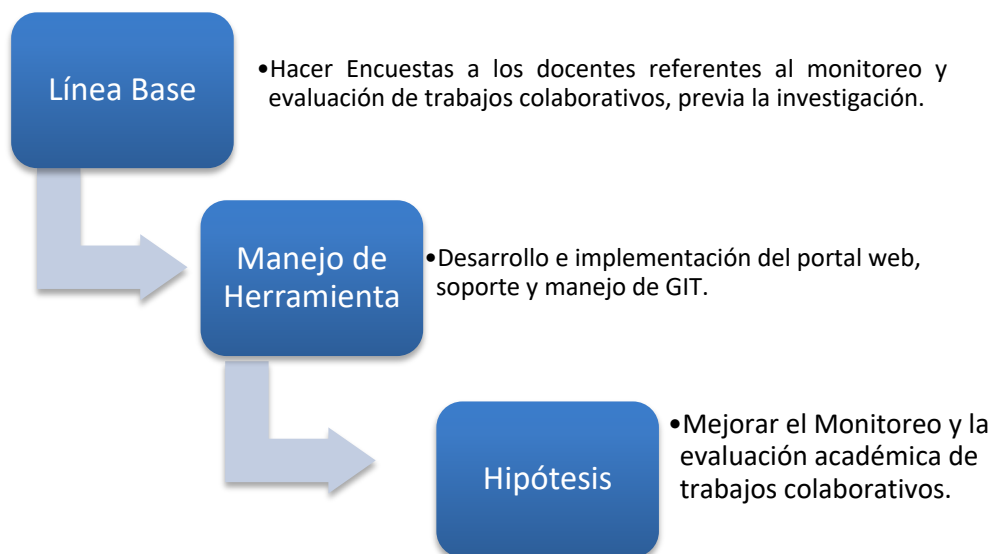 Línea Base
•Hacer Encuestas a los docentes referentes al monitoreo y
evaluación de trabajos colaborativos, previa la investigación.
Manejo de
Herramienta
•Desarrollo e implementación del portal web,
soporte y manejo de GIT.
Hipótesis
•Mejorar el Monitoreo y la
evaluación académica de
trabajos colaborativos.